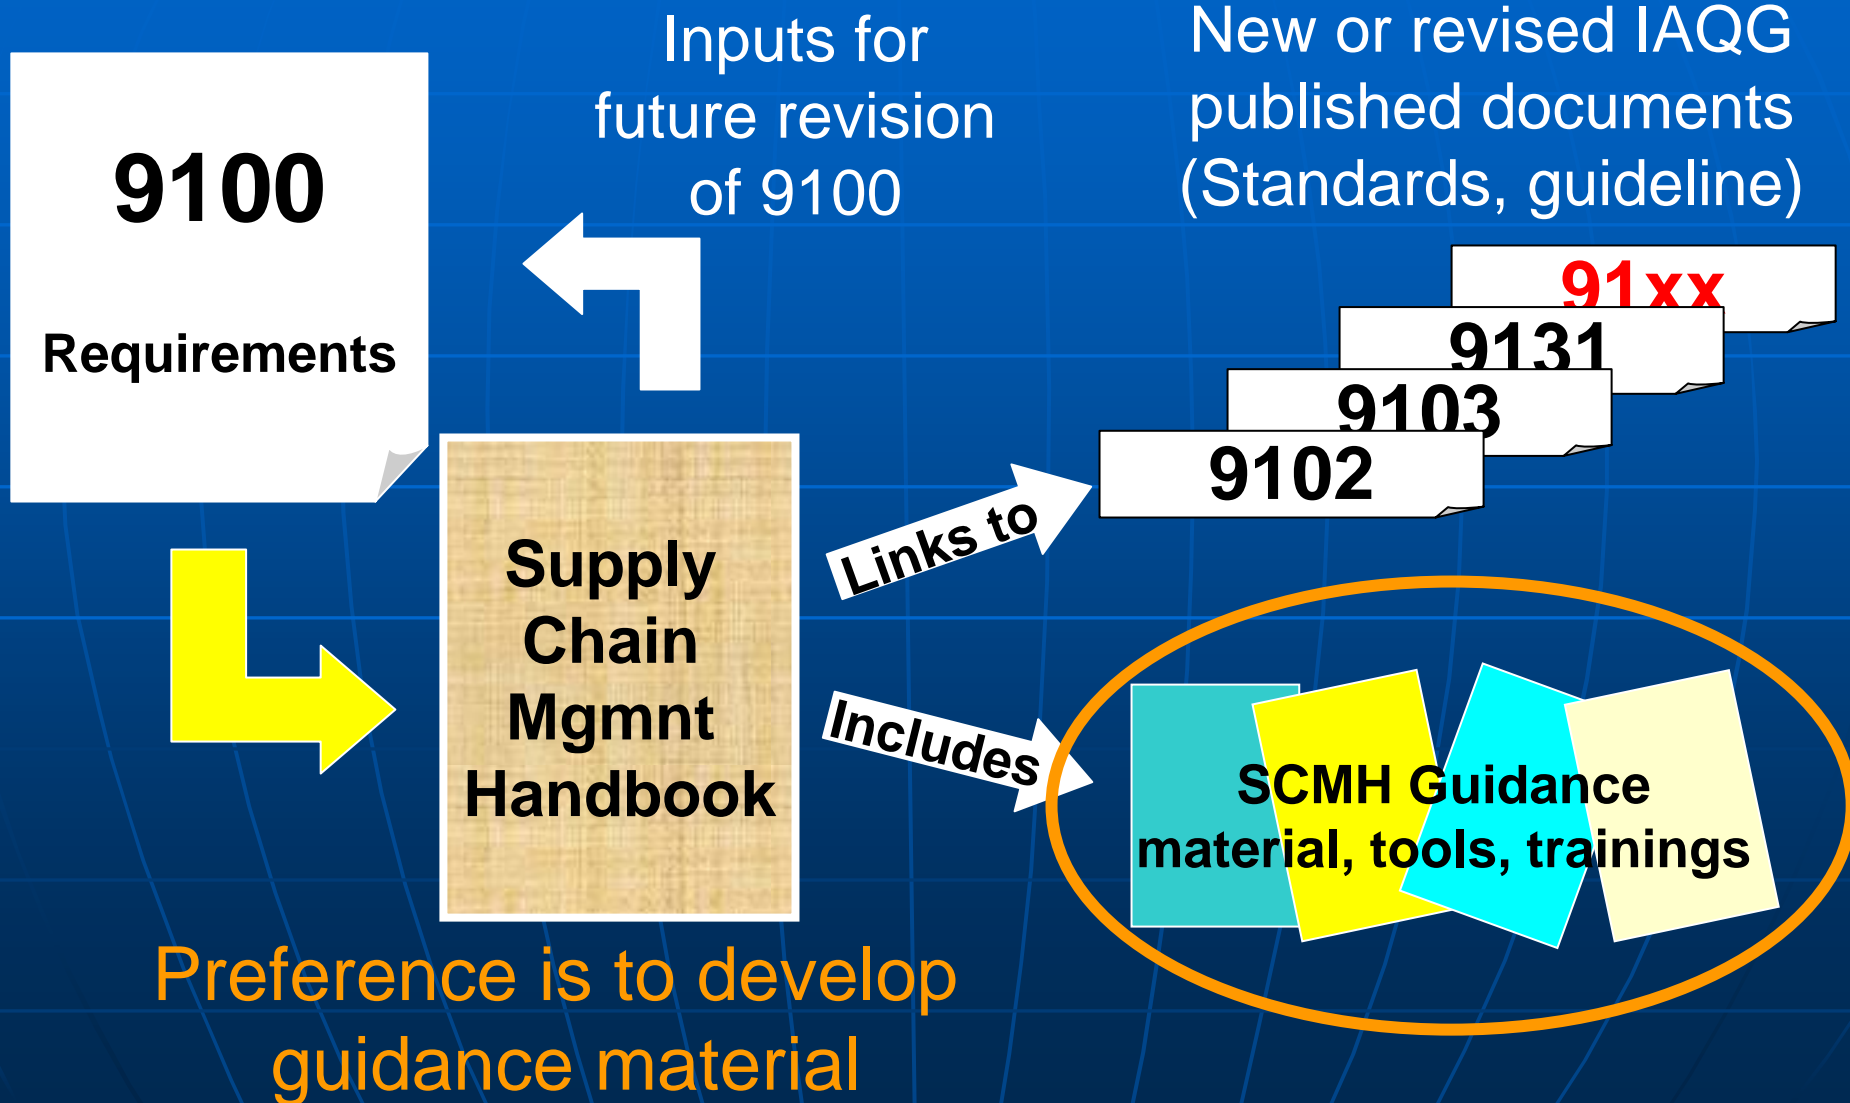 9100
Requirements
Inputs for
future revision
of 9100
New or revised IAQG
published documents
(Standards, guideline)
91xx
9131
9103
9102
Supply
Chain
Mgmnt
Handbook
Links to
Includes
SCMH Guidance
material, tools, trainings
Preference is to develop
guidance material